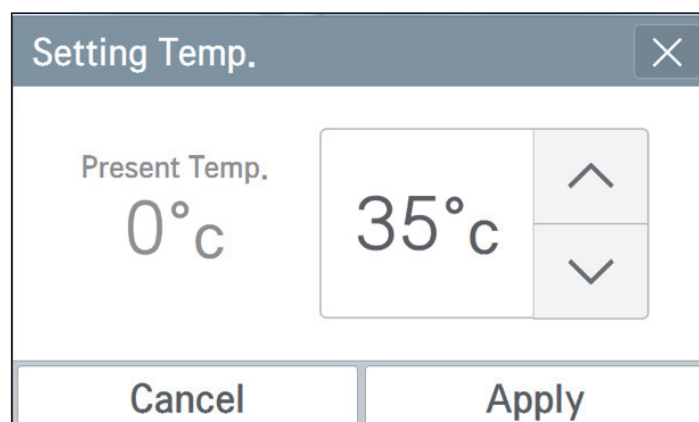 Setting Temp.
Present Temp.
0°c
35°c
Cancel
Apply